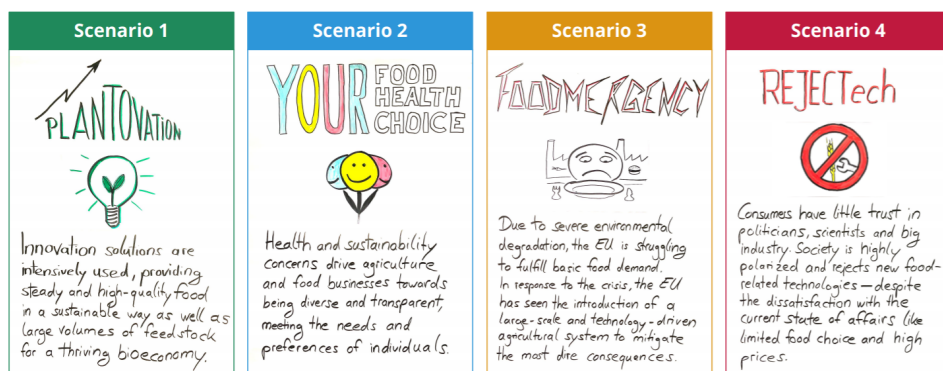 Scenario 1
PLANTOVATION
Innovation solutions are
intensively used, providing
steady and high-quality food
in a sustainable way as well as
large volumes of feedstock
for a thriving bioeconomy.
Scenario 2
YOUR FOOD
HEALTH
CHOICE
Health and sustainability
concerns drive agriculture
and food businesses towards
being diverse and transparent,
meeting the needs and
preferences of individuals.
Scenario 3
FOODMERGENCY
Due to severe environmental
degradation, the EU is struggling
to fulfill basic food demand.
In response to the crisis, the EU
has seen the introduction of a
large-scale and technology-driven
agricultural system to mitigate
the most dire consequences.
Scenario 4
REJECTech
Consumers have little trust in
politicians, scientists and big
industry. Society is highly
polarized and rejects new food-
related technologies – despite
the dissatisfaction with the
current state of affairs like
limited food choice and high
prices.